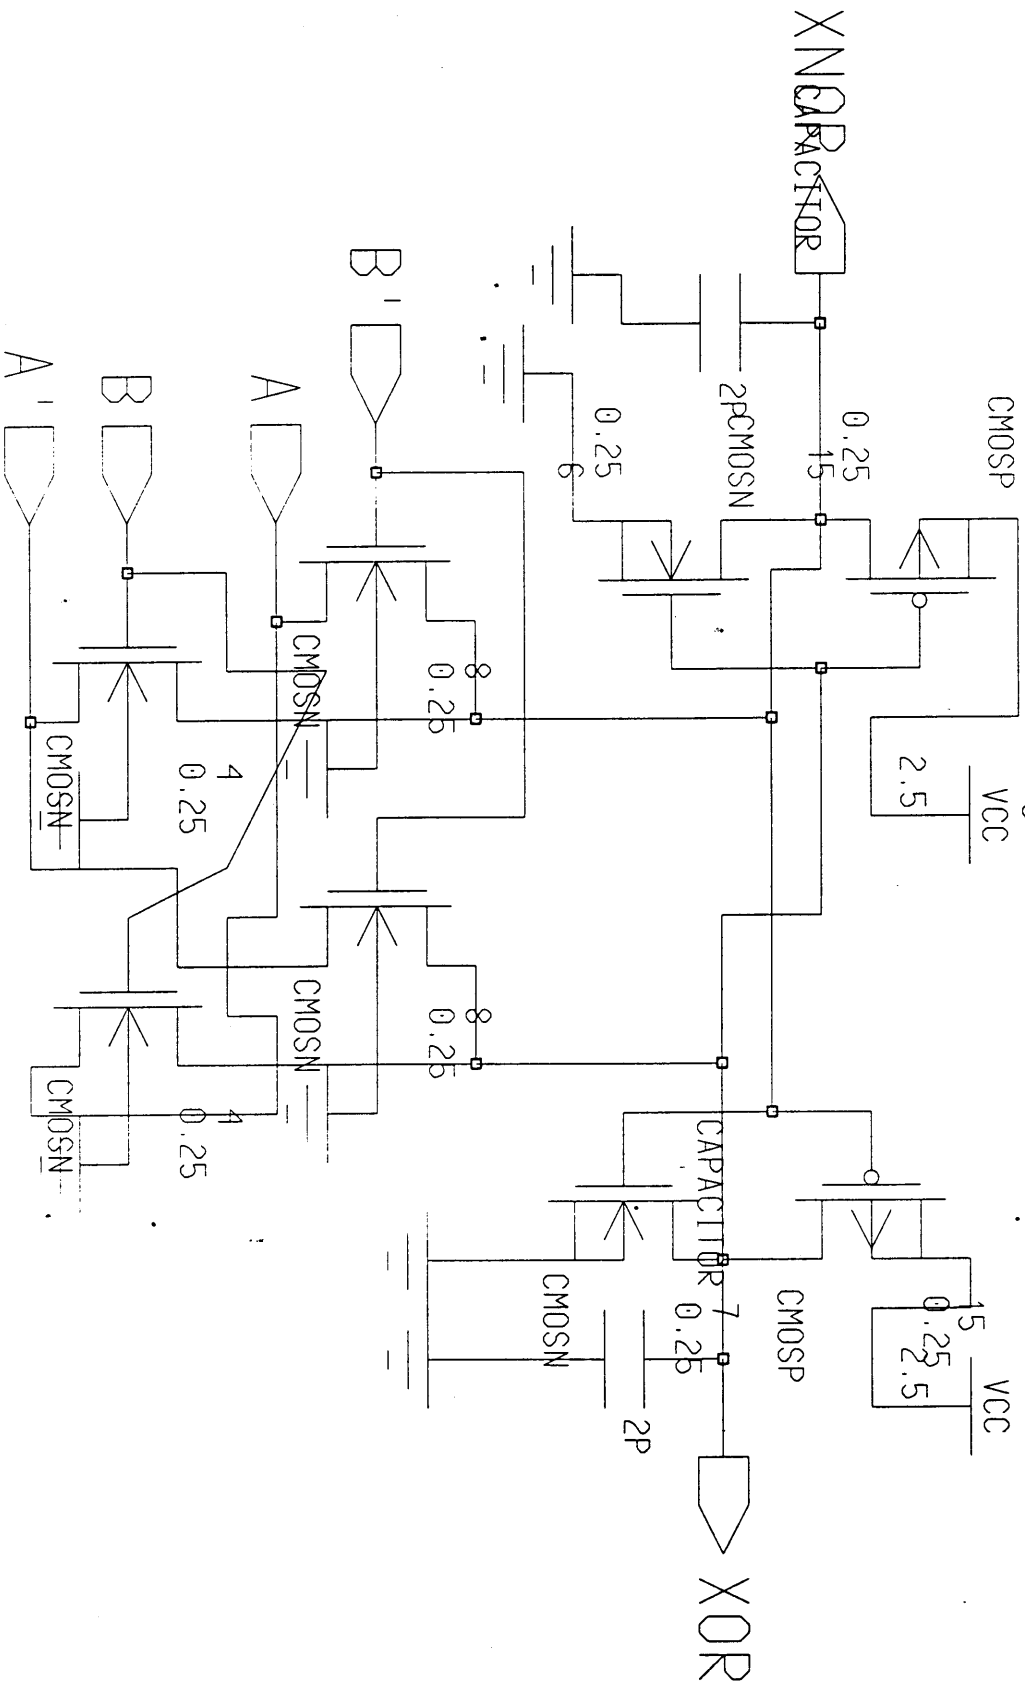 CMOSP
VCC
2.5
VCC
2.5
0.25
15
XNOR
CAPACITOR
0.25
15
CMOSP
XOR
2P
CMOSN
CAPACITOR
7
0.25
2P
0.25
6
CMOSN
B'
8
0.25
8
0.25
A
CMOSN
CMOSN
B
4
0.25
4
0.25
A'
CMOSN
CMOSN